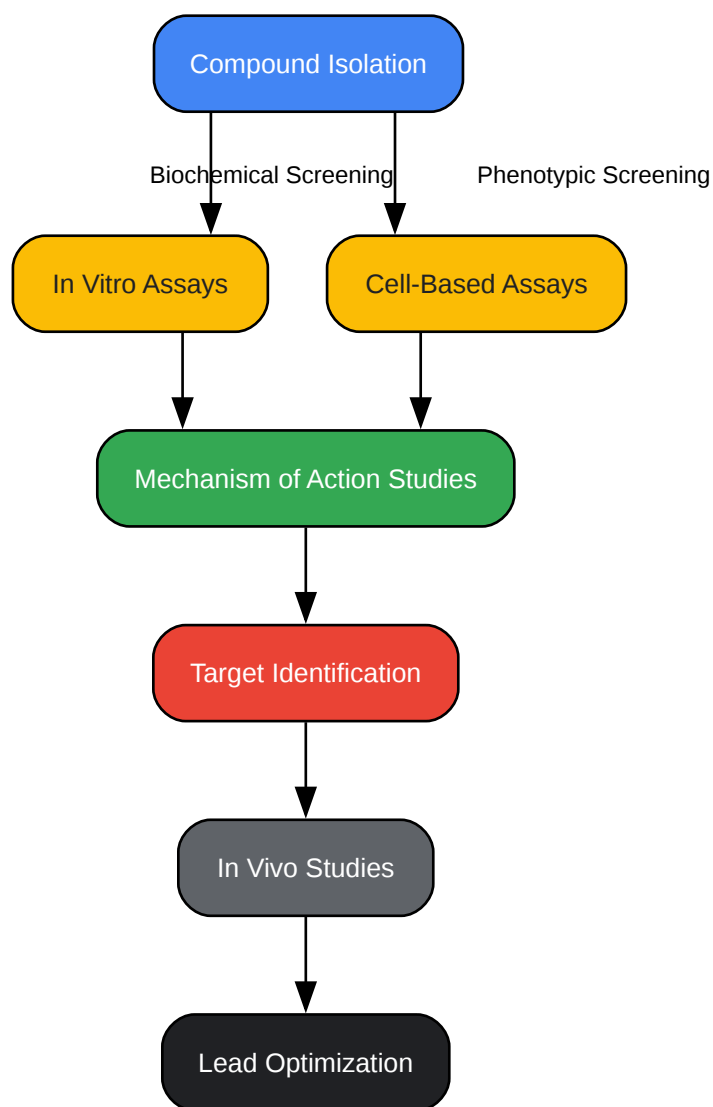 Compound Isolation
Biochemical Screening
Phenotypic Screening
In Vitro Assays
Cell-Based Assays
Mechanism of Action Studies
Target Identification
In Vivo Studies
Lead Optimization